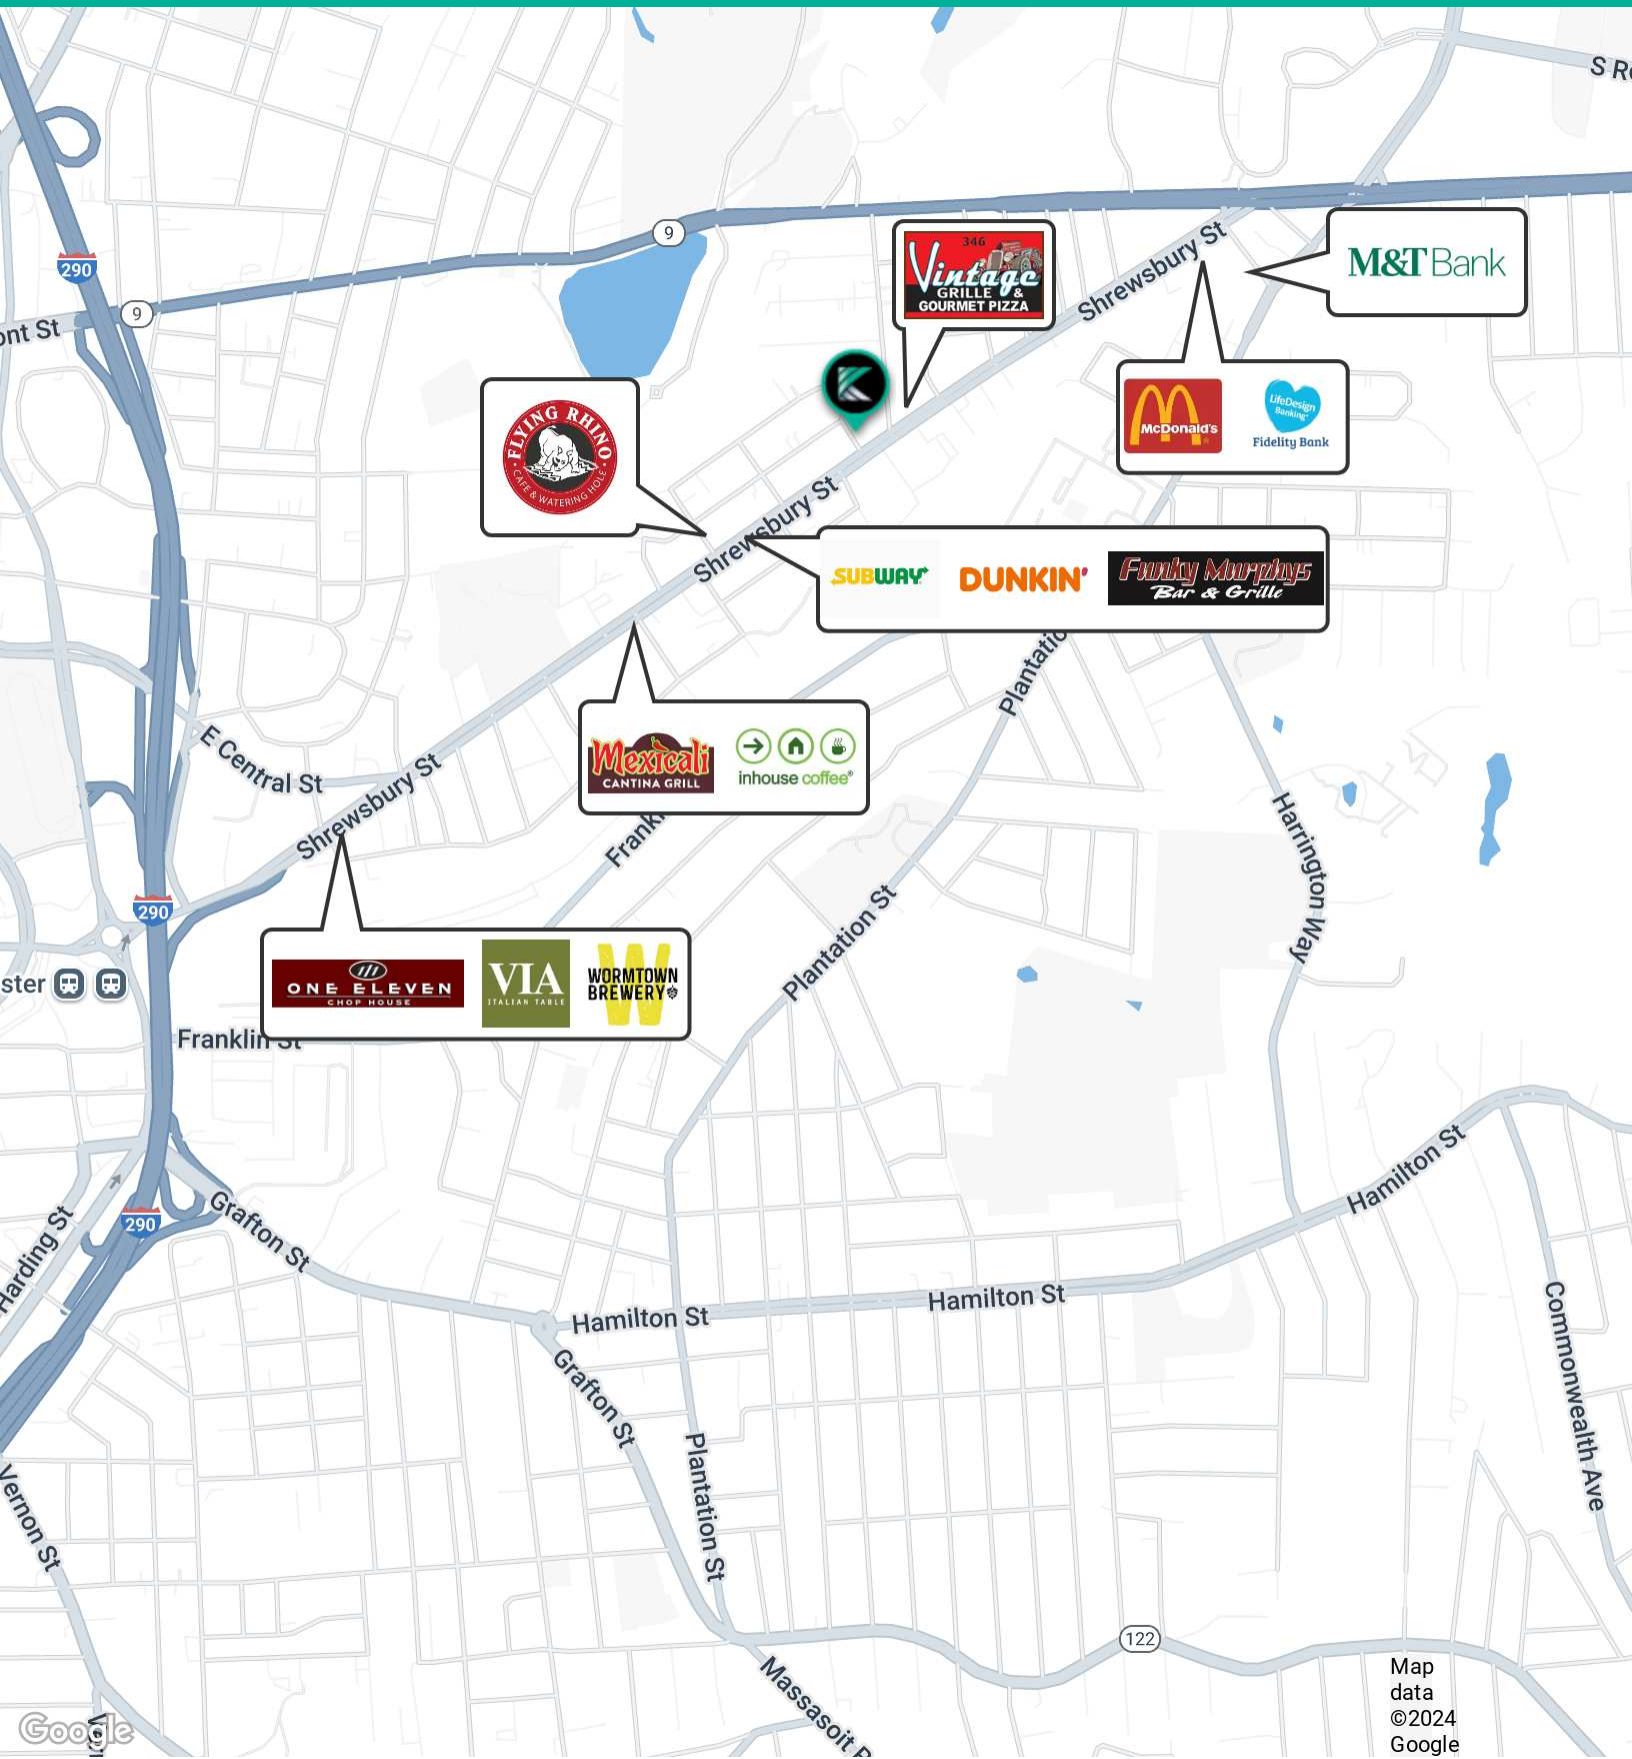 S R
9
290
9
ont St
346
Vintage
GRILLE &
GOURMET PIZZA
Shrewsbury St
M&T Bank
McDonald's
LifeDesign
Banking
Fidelity Bank
FLYING RHINO
CAFE & WATERING HOLE
Shrewsbury St
SUBWAY
DUNKIN'
Funky Murphys
Bar & Grille
Plantatio
E Central St
Shrewsbury St
Mexicali
CANTINA GRILL
inhouse coffee®
Frankl
Harrington Way
290
Plantation St
ster
ONE ELEVEN
CHOP HOUSE
VIA
ITALIAN TABLE
W
WORMTOWN
BREWERY
Franklin St
Hamilton St
Harding St
290
Grafton St
Hamilton St
Hamilton St
Commonwealth Ave
Grafton St
Plantation St
Vernon St
122
Massasoit R
Map
data
©2024
Google
Google
Ver